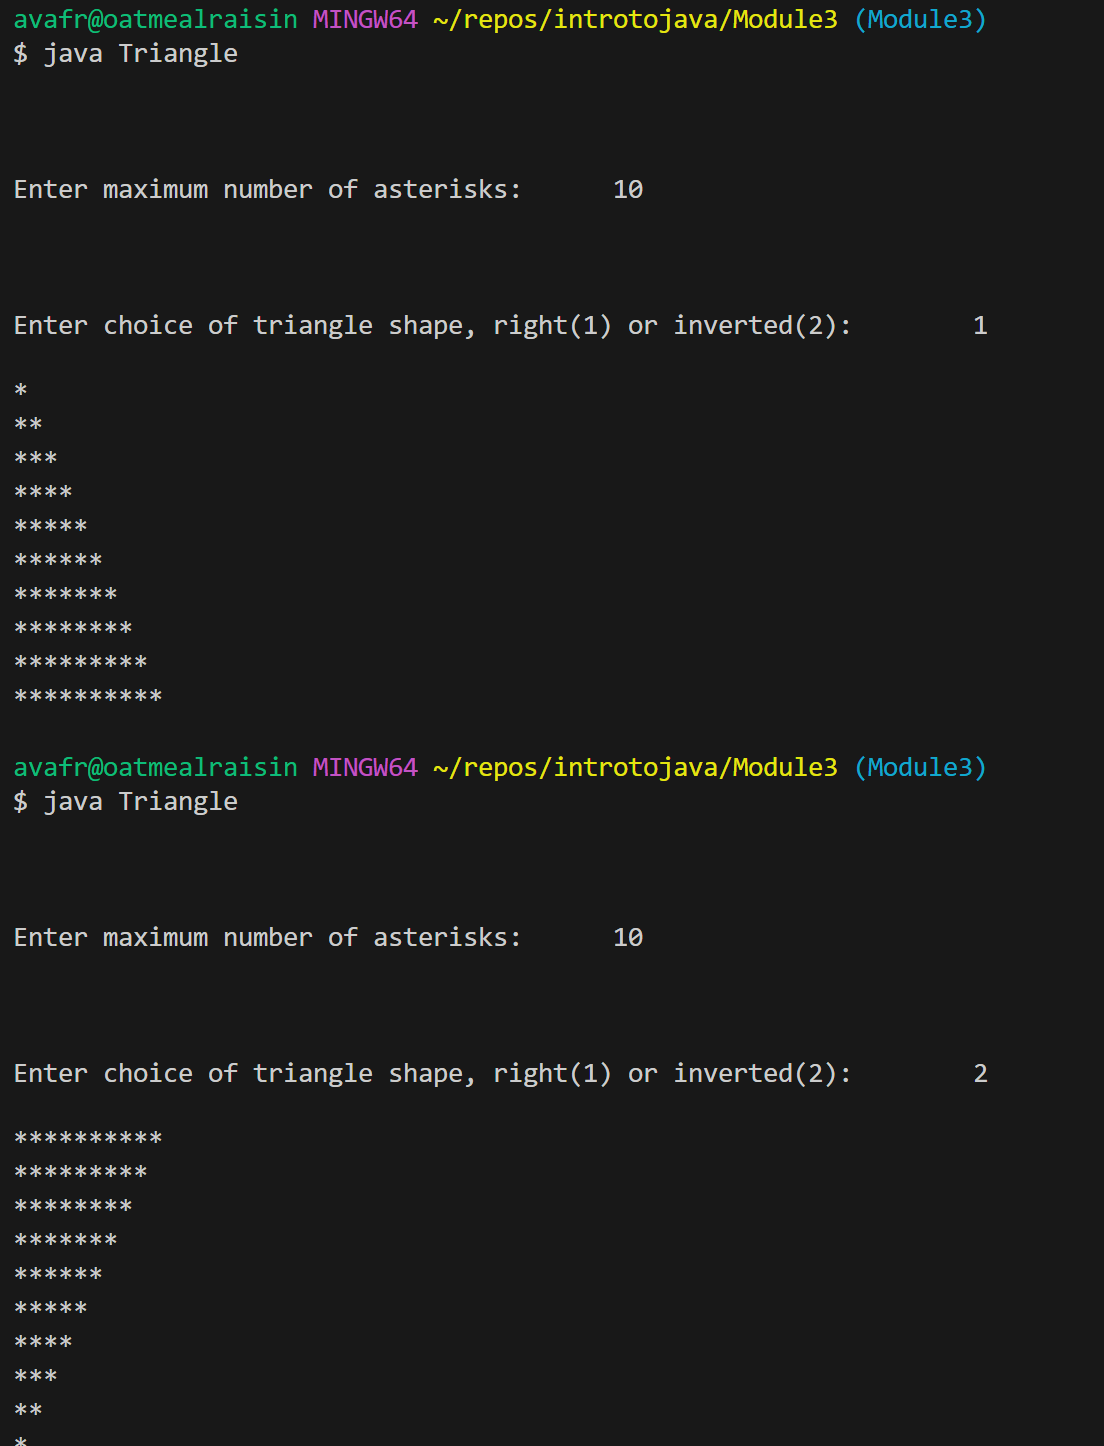 avafr@oatmealraisin MINGW64 ~/repos/introtojava/Module3 (Module3)
$ java Triangle
Enter maximum number of asterisks:      10
Enter choice of triangle shape, right(1) or inverted(2):        1
*
**
***
****
*****
******
*******
********
*********
**********
avafr@oatmealraisin MINGW64 ~/repos/introtojava/Module3 (Module3)
$ java Triangle
Enter maximum number of asterisks:      10
Enter choice of triangle shape, right(1) or inverted(2):        2
**********
*********
********
*******
******
*****
****
***
**
*